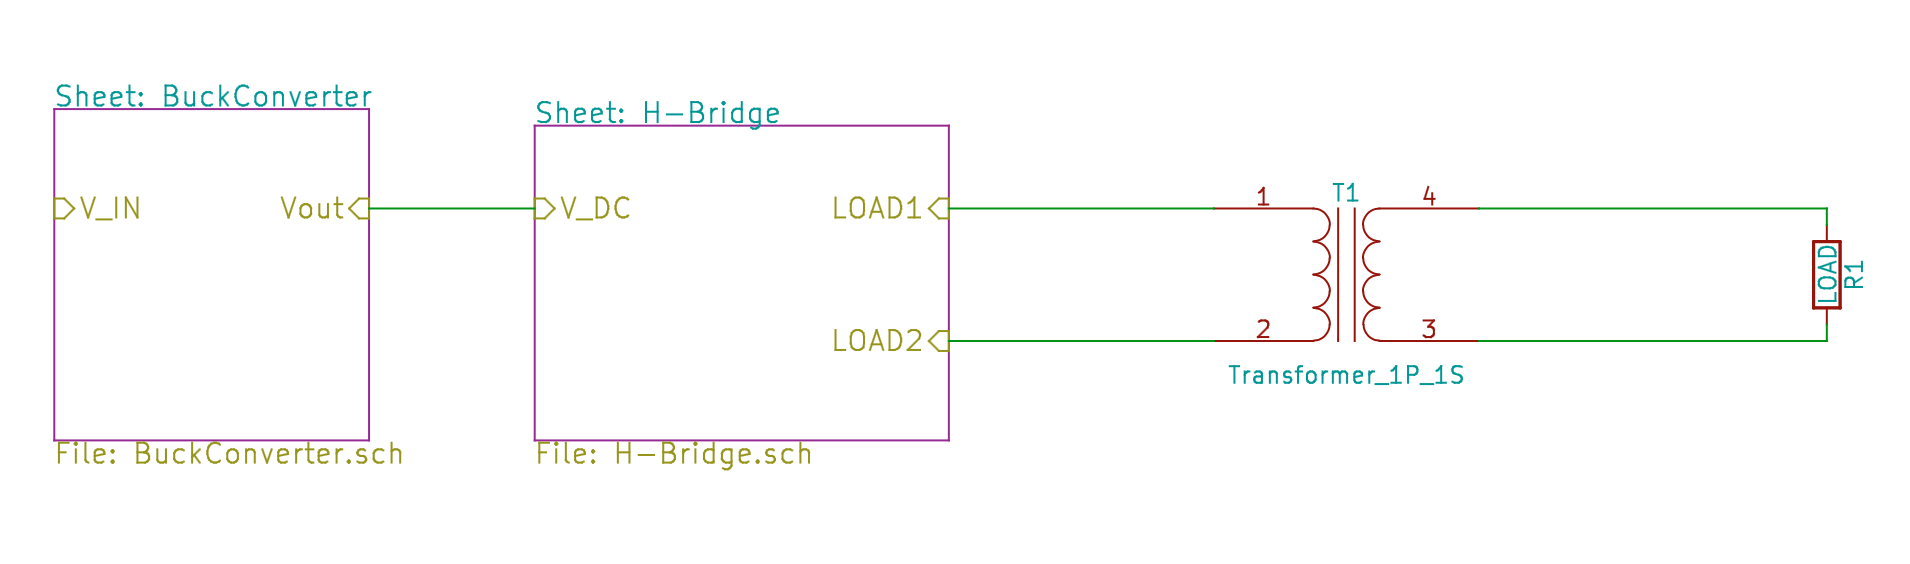 Sheet: BuckConverter
V_IN
Vout
File: BuckConverter.sch
Sheet: H-Bridge
V_DC
LOAD1
LOAD2
File: H-Bridge.sch
1
T1
4
2
3
Transformer_1P_1S
LOAD
R1